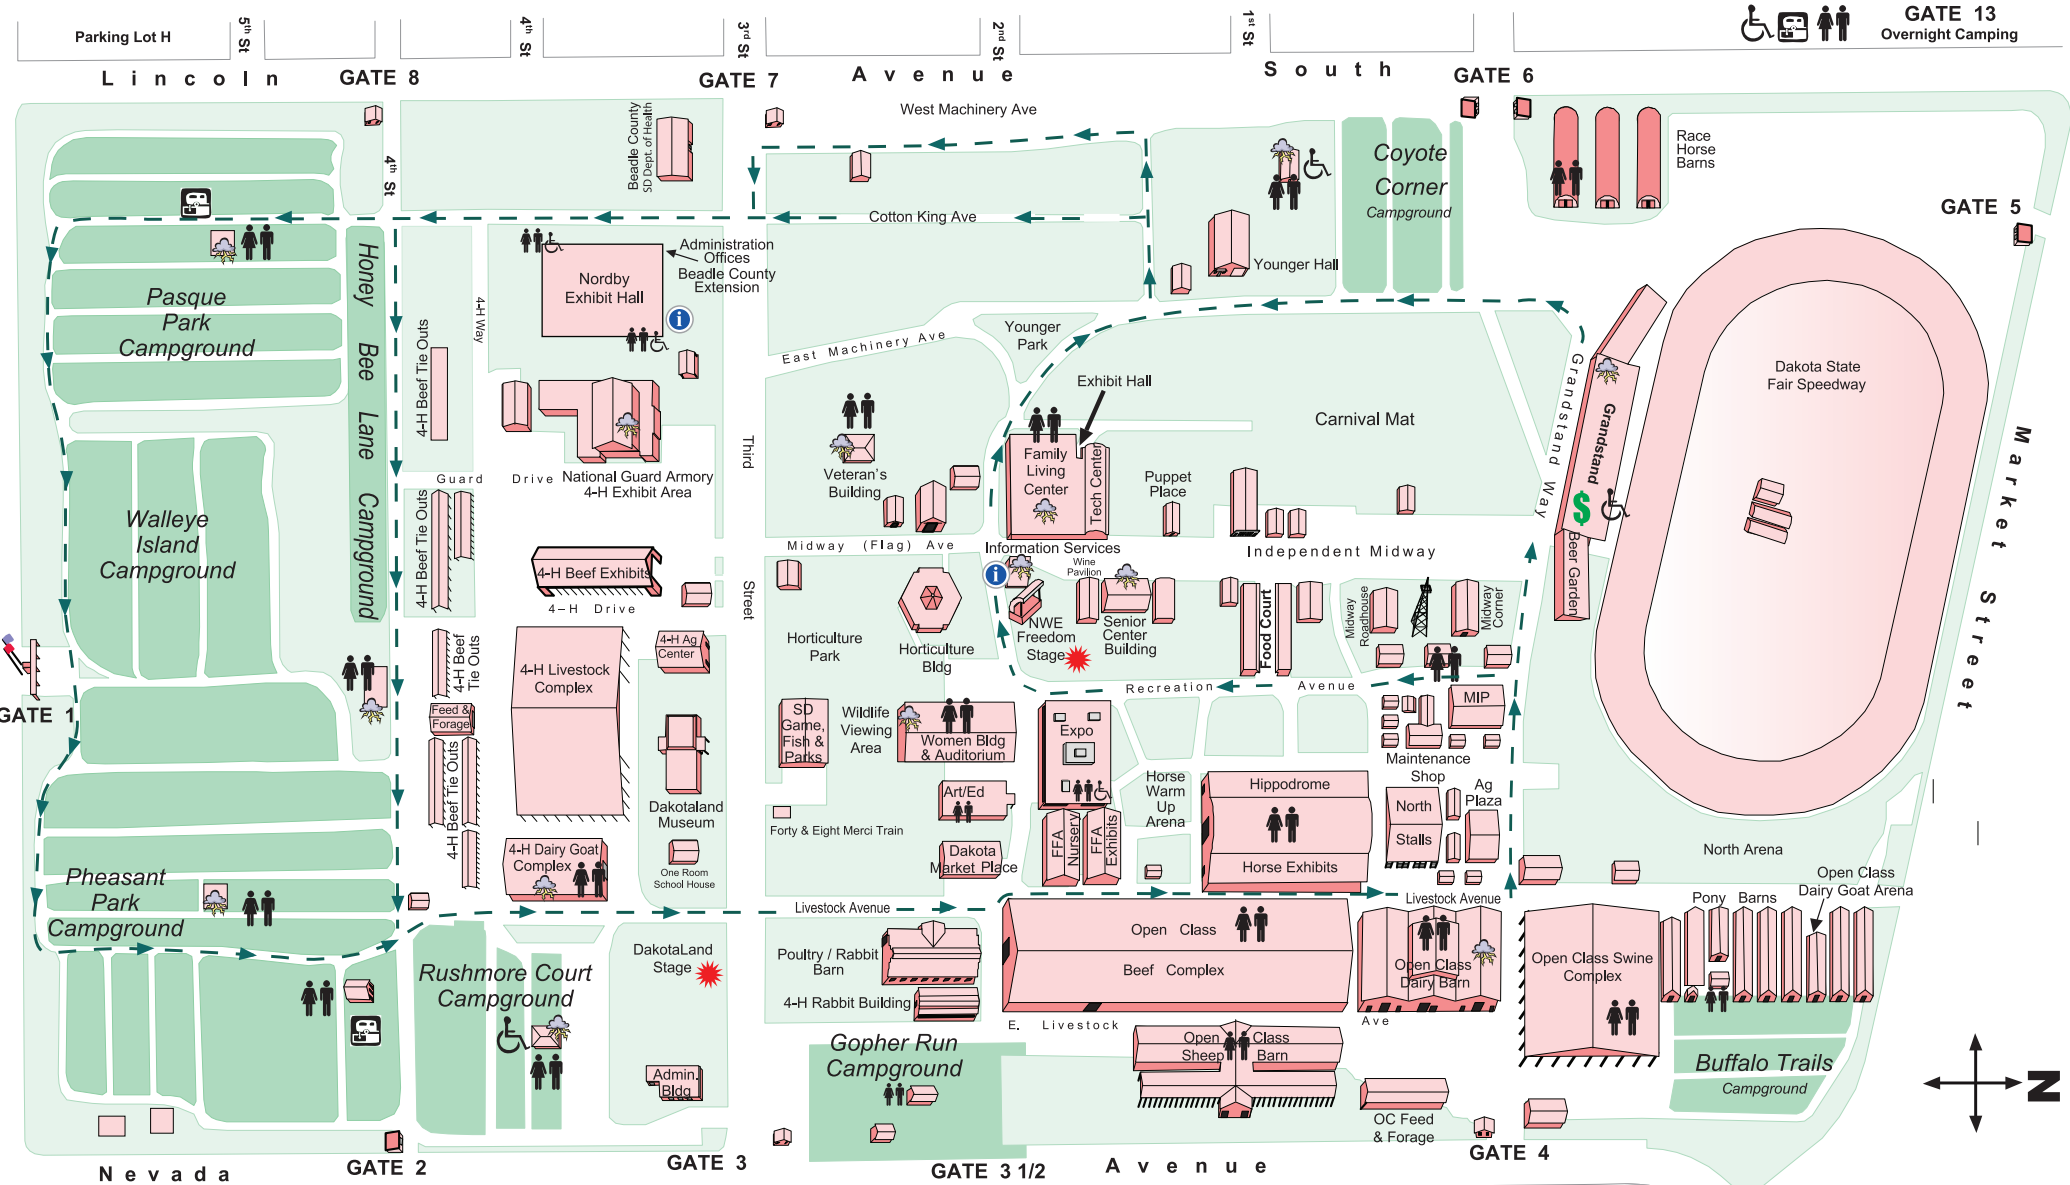 Parking Lot H
5th St
4th St
3rd St
2nd St
1st St
GATE 13
Overnight Camping
Lincoln
GATE 8
GATE 7
Avenue
South
GATE 6
West Machinery Ave
Beadle County
SD Dept. of Health
4th St
Coyote
Corner
Campground
Race
Horse
Barns
GATE 5
Cotton King Ave
Administration
Offices
Beadle County
Extension
Nordby
Exhibit Hall
i
Younger Hall
Honey Bee Lane Campground
Pasque
Park
Campground
4-H Way
4-H Beef Tie Outs
Younger
Park
East Machinery Ave
Exhibit Hall
Carnival Mat
Grandstand Way
Grandstand
$
Dakota State
Fair Speedway
Market Street
Third
Street
Veteran's
Building
Family
Living
Center
Tech Center
Puppet
Place
Guard Drive
National Guard Armory
4-H Exhibit Area
Walleye
Island
Campground
4-H Beef Tie Outs
Midway (Flag) Ave
Information Services
Independent Midway
i
Wine
Pavilion
Beer Garden
4-H Beef Exhibits
4-H Drive
NWE
Freedom
Stage
Senior
Center
Building
Food Court
Midway
Roadhouse
Midway
Corner
Horticulture
Park
Horticulture
Bldg
4-H Ag
Center
4-H Beef
Tie Outs
4-H Livestock
Complex
Recreation Avenue
GATE 1
Feed &
Forage
SD
Game,
Fish &
Parks
Wildlife
Viewing
Area
Women Bldg
& Auditorium
Expo
MIP
Maintenance
Shop
4-H Beef Tie Outs
Dakotaland
Museum
Art/Ed
Horse
Warm
Up
Arena
Hippodrome
Horse Exhibits
North
Stalls
Ag
Plaza
Forty & Eight Merci Train
4-H Dairy Goat
Complex
One Room
School House
Dakota
Market Place
FFA
Nursery
FFA
Exhibits
North Arena
Open Class
Dairy Goat Arena
Pheasant
Park
Campground
Livestock Avenue
Livestock Avenue
Pony Barns
DakotaLand
Stage
Poultry / Rabbit
Barn
4-H Rabbit Building
Open Class
Beef Complex
Open Class
Dairy Barn
Open Class Swine
Complex
Rushmore Court
Campground
E. Livestock Ave
Open Class
Sheep Barn
Gopher Run
Campground
Buffalo Trails
Campground
N
Admin.
Bldg
OC Feed
& Forage
GATE 2
GATE 3
GATE 3 1/2
GATE 4
Nevada
Avenue